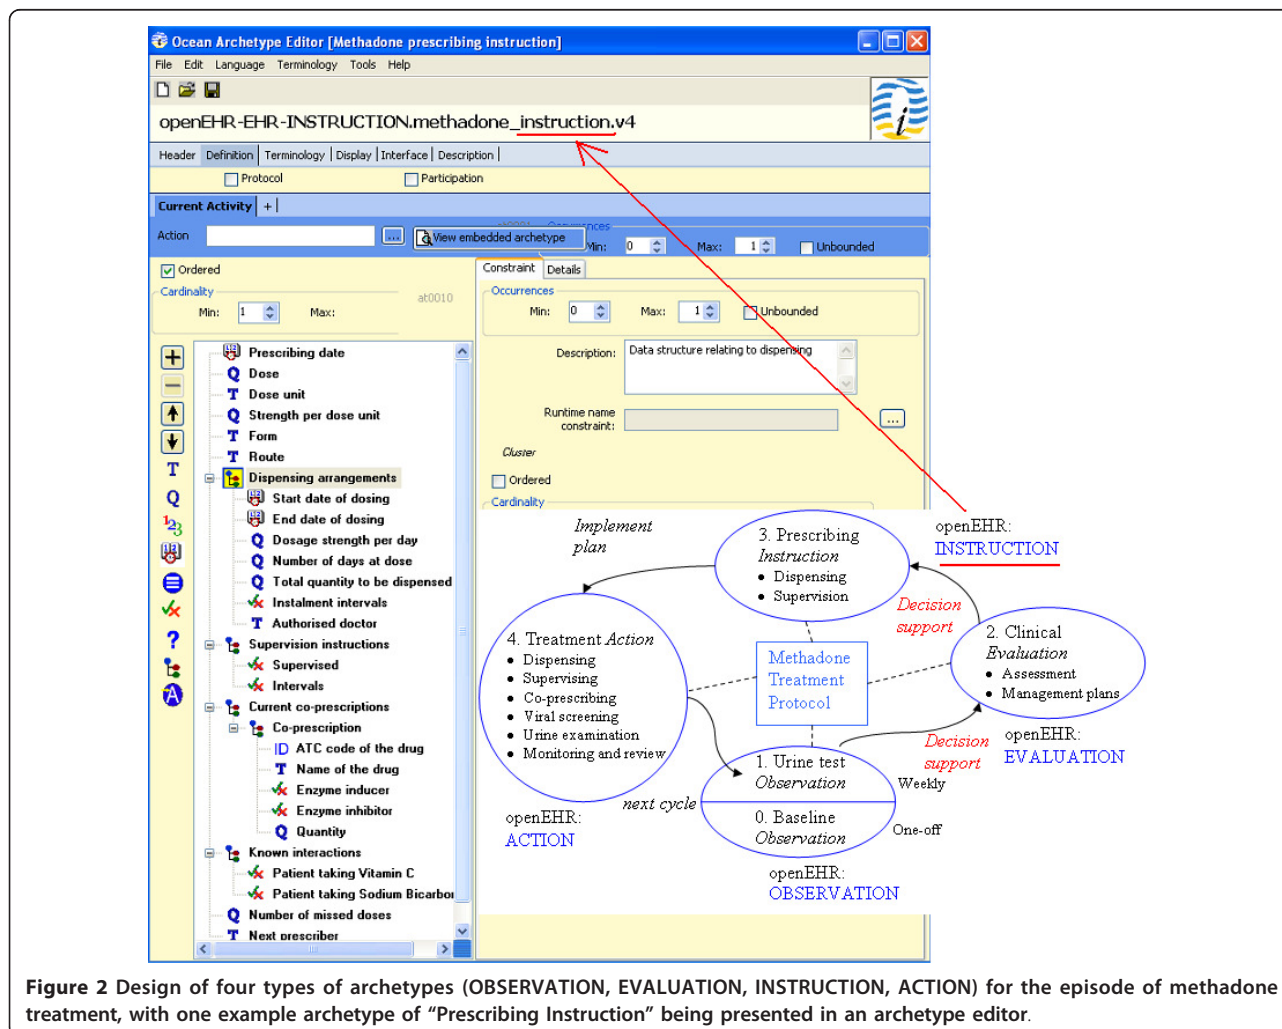 Ocean Archetype Editor [Methadone prescribing instruction]
File Edit Language Terminology Tools Help
openEHR-EHR-INSTRUCTION.methadone_instruction.v4
Header Definition Terminology Display Interface Description
Protocol Participation
Current Activity +
Action ... View embedded archetype Occurrences
Min: 0 Max: 1 Unbounded
Ordered
Cardinality at0010
Min: 1 Max:
Constraint Details
Occurrences
Min: 0 Max: 1 Unbounded
Description: Data structure relating to dispensing
Runtime name
constraint: ...
Cluster
Ordered
Cardinality
Prescribing date
Q Dose
T Dose unit
Q Strength per dose unit
T Form
T Route
Dispensing arrangements
Start date of dosing
End date of dosing
Q Dosage strength per day
Q Number of days at dose
Q Total quantity to be dispensed
Instalment intervals
T Authorised doctor
Supervision instructions
Supervised
Intervals
Current co-prescriptions
Co-prescription
ID ATC code of the drug
T Name of the drug
Enzyme inducer
Enzyme inhibitor
Q Quantity
Known interactions
Patient taking Vitamin C
Patient taking Sodium Bicarbon
Q Number of missed doses
T Next prescriber
T
Q
123
?
A
Implement
plan
3. Prescribing
Instruction
• Dispensing
• Supervision
openEHR:
INSTRUCTION
Decision
support
2. Clinical
Evaluation
• Assessment
• Management plans
openEHR:
EVALUATION
4. Treatment Action
• Dispensing
• Supervising
• Co-prescribing
• Viral screening
• Urine examination
• Monitoring and review
openEHR:
ACTION
Methadone
Treatment
Protocol
Decision
support
1. Urine test
Observation
Weekly
next cycle
0. Baseline
Observation
One-off
openEHR:
OBSERVATION
Figure 2 Design of four types of archetypes (OBSERVATION, EVALUATION, INSTRUCTION, ACTION) for the episode of methadone
treatment, with one example archetype of “Prescribing Instruction” being presented in an archetype editor.